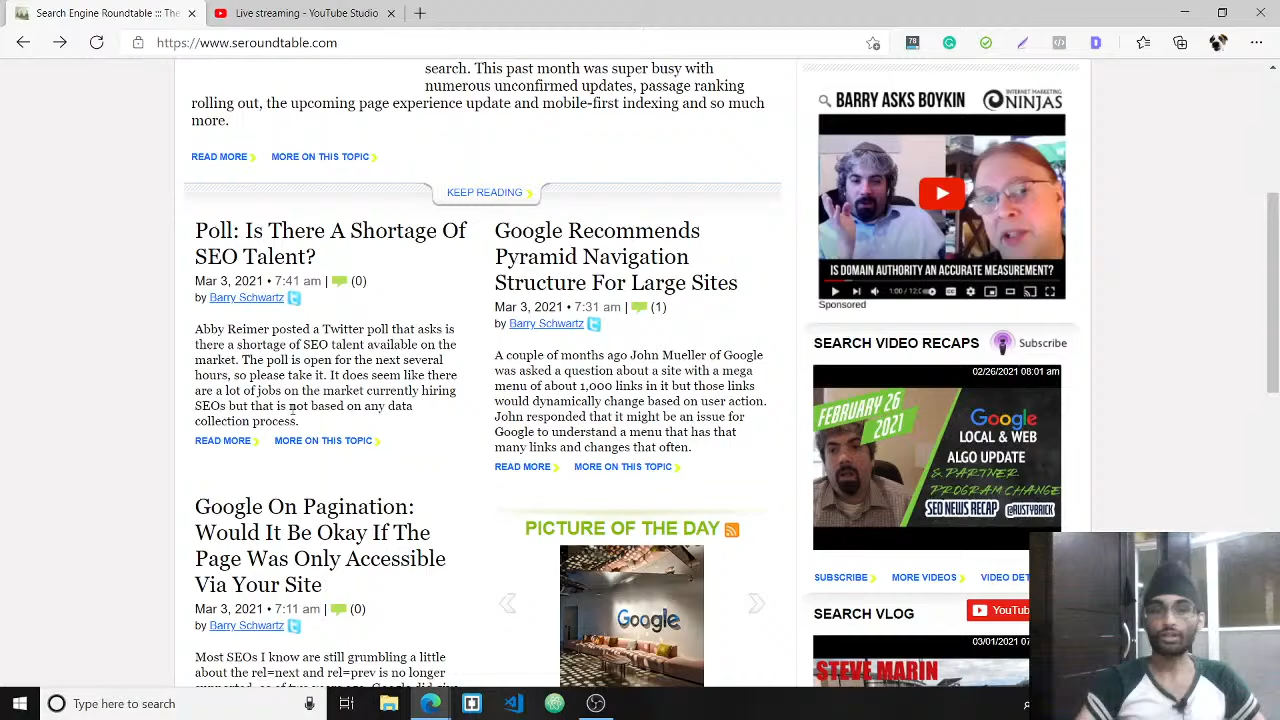 Search Engine Roundtable ::: The
Live streaming - YouTube Studio
https://www.seroundtable.com
search. This past month was super busy with
numerous unconfirmed updates, passage ranking
rolling out, the upcoming page experience update and mobile-first indexing and so much
more.
READ MORE
MORE ON THIS TOPIC
KEEP READING
Poll: Is There A Shortage Of
SEO Talent?
Mar 3, 2021 • 7:41 am | (0)
by Barry Schwartz
Abby Reimer posted a Twitter poll that asks is
there a shortage of SEO talent available on the
market. The poll is open for the next several
hours, so please take it. It does seem like there
are a lot of jobs on the market currently hiring
SEOs but that is not based on any data
collection process.
READ MORE
MORE ON THIS TOPIC
Google On Pagination:
Would It Be Okay If The
Page Was Only Accessible
Via Your Site
Mar 3, 2021 • 7:11 am | (0)
by Barry Schwartz
Most SEOs I know are still grumbling a little
about the rel=next and rel=prev is no longer
Google Recommends
Pyramid Navigation
Structure For Large Sites
Mar 3, 2021 • 7:31 am | (1)
by Barry Schwartz
A couple of months ago John Mueller of Google
was asked a question about a site with a mega
menu of about 1,000 links in it but those links
would dynamically change based on user action.
John responded that it might be an issue for
Google to understand a menu that has that
many links and changes that often.
READ MORE
MORE ON THIS TOPIC
PICTURE OF THE DAY
Google
BARRY ASKS BOYKIN
INTERNET MARKETING
NINJAS
IS DOMAIN AUTHORITY AN ACCURATE MEASUREMENT?
Sponsored
SEARCH VIDEO RECAPS
Subscribe
02/26/2021 08:01 am
FEBRUARY 26
2021
Google
LOCAL & WEB
ALGO UPDATE
& PARTNER
PROGRAM CHANGE
SEO NEWS RECAP
@RUSTYBRICK
SUBSCRIBE
MORE VIDEOS
VIDEO DET
SEARCH VLOG
YouTub
03/01/2021 07
STEVE MARIN
Type here to search